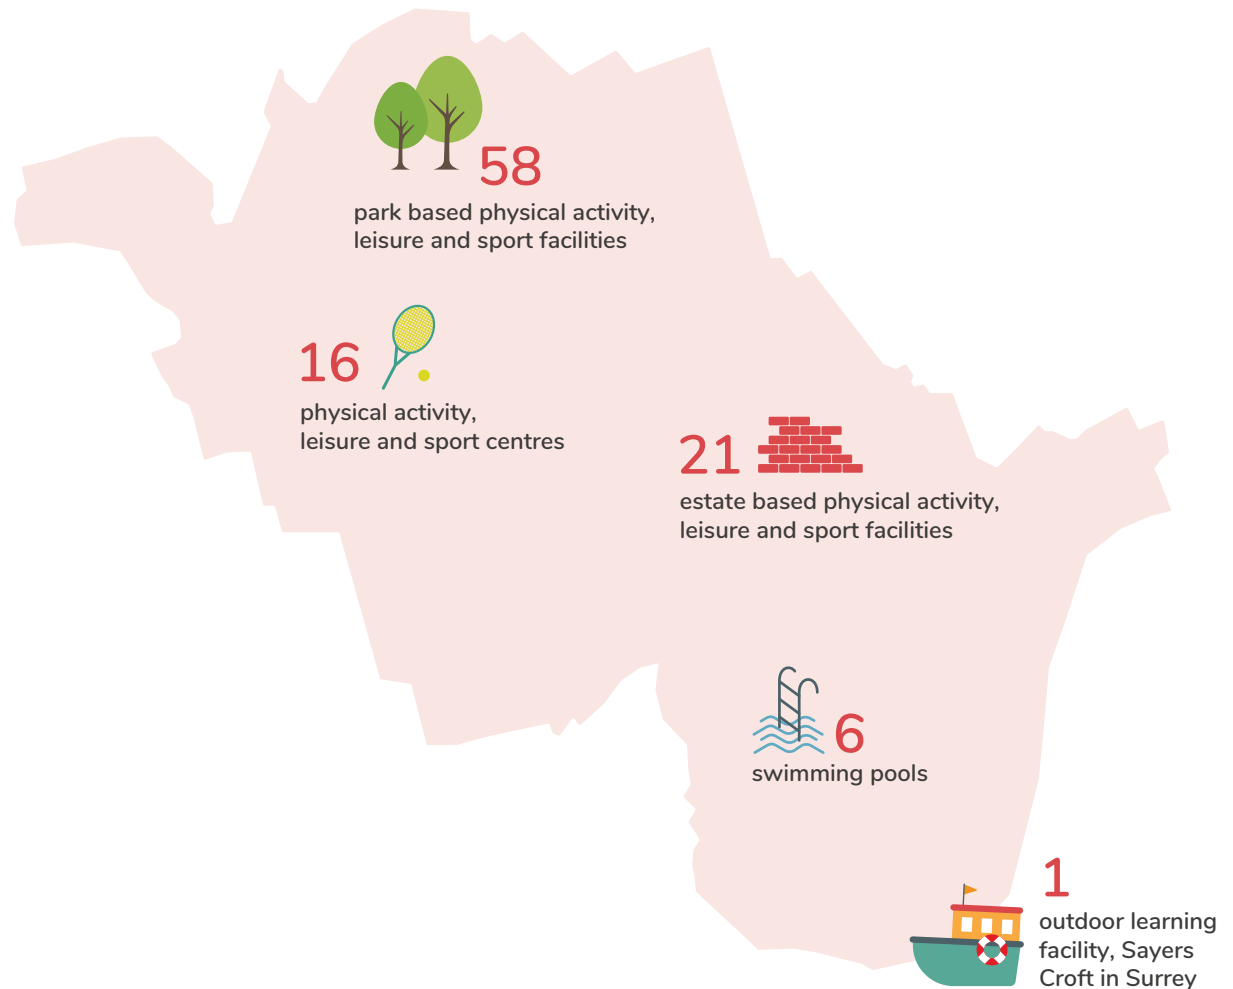 58
park based physical activity,
leisure and sport facilities
16
physical activity,
leisure and sport centres
21
estate based physical activity,
leisure and sport facilities
6
swimming pools
1
outdoor learning
facility, Sayers
Croft in Surrey